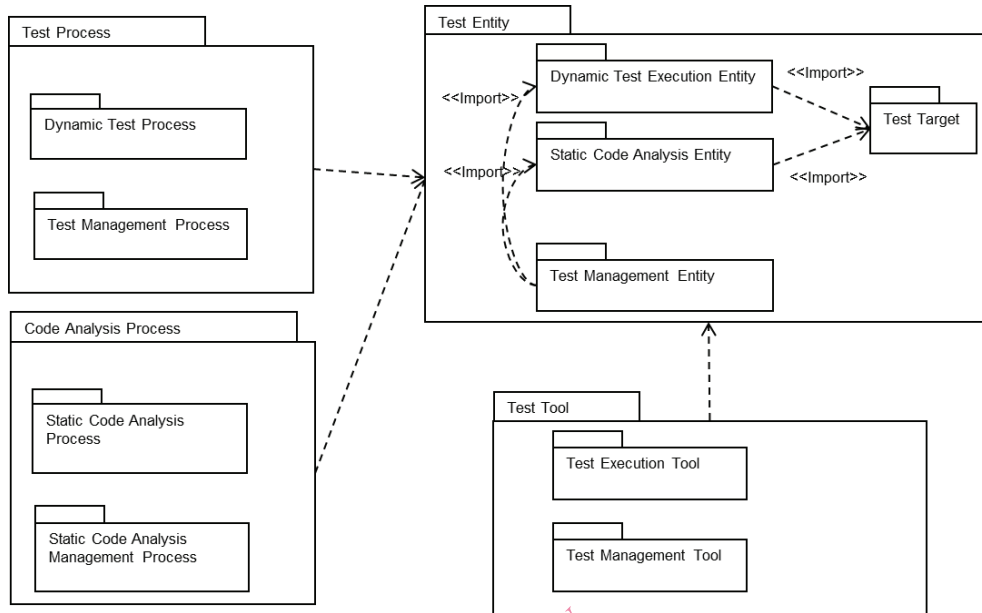 Test Process
Dynamic Test Process
Test Management Process
Code Analysis Process
Static Code Analysis
Process
Static Code Analysis
Management Process
Test Entity
Dynamic Test Execution Entity
<<Import>>
<<Import>>
Test Target
Static Code Analysis Entity
<<Import>>
<<Import>>
Test Management Entity
Test Tool
Test Execution Tool
Test Management Tool